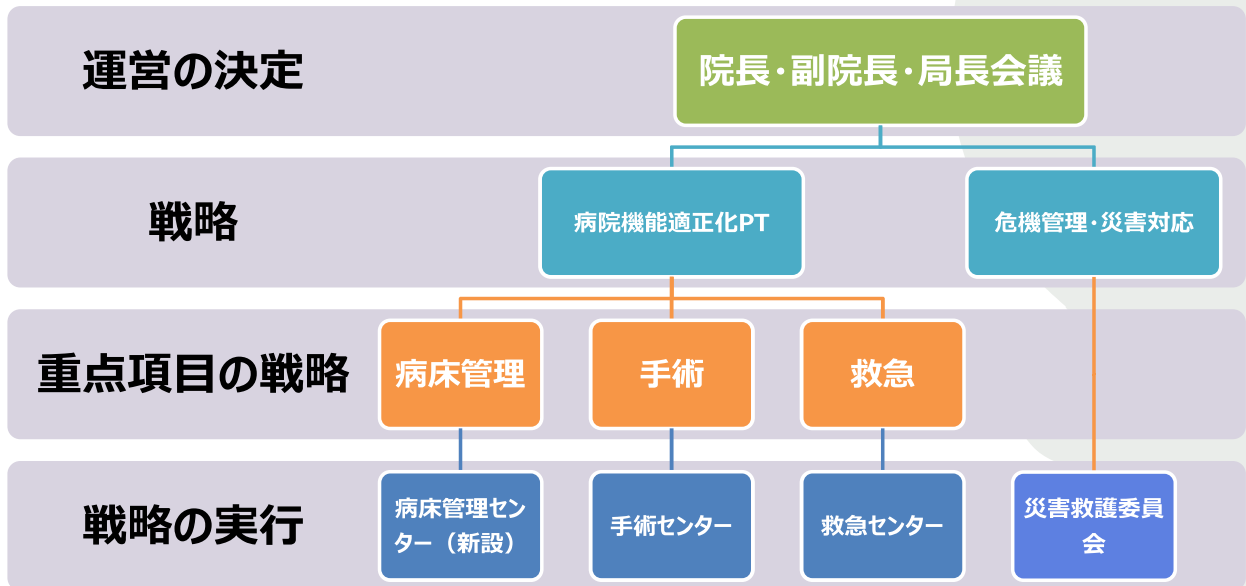 運営の決定
院長・副院長・局長会議
戦略
病院機能適正化PT
危機管理・災害対応
重点項目の戦略
病床管理
手術
救急
戦略の実行
病床管理セン
ター（新設）
手術センター
救急センター
災害救護委員
会